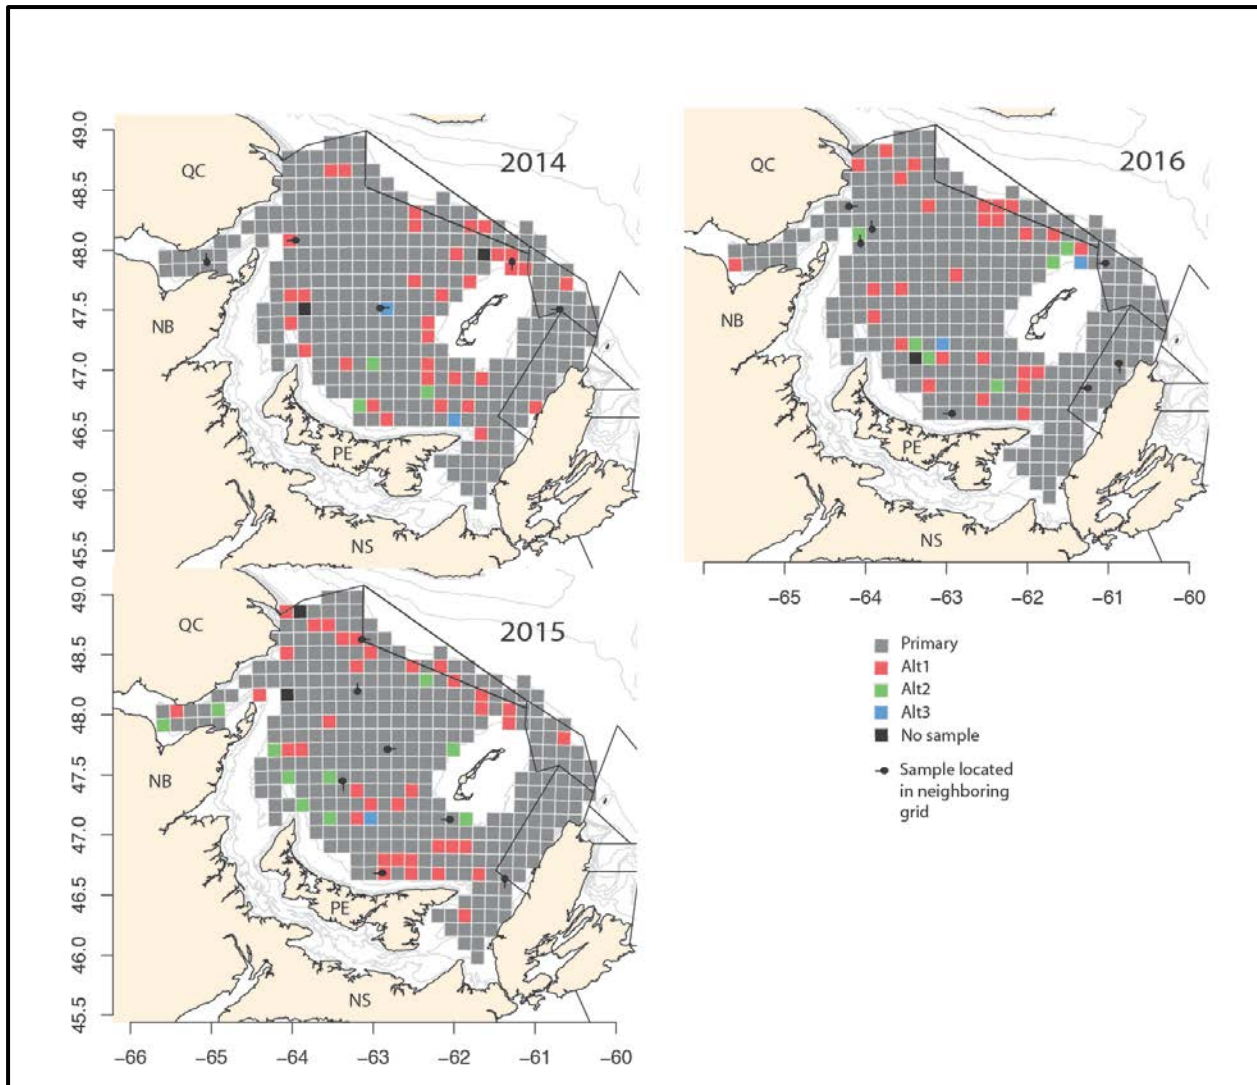 49.0
48.5
48.0
47.5
47.0
46.5
46.0
45.5
2014
QC
NB
PE
NS
2016
QC
NB
PE
NS
-65
-64
-63
-62
-61
-60
49.0
48.5
48.0
47.5
47.0
46.5
46.0
45.5
2015
QC
NB
PE
NS
-66
-65
-64
-63
-62
-61
-60
Primary
Alt1
Alt2
Alt3
No sample
Sample located
in neighboring
grid